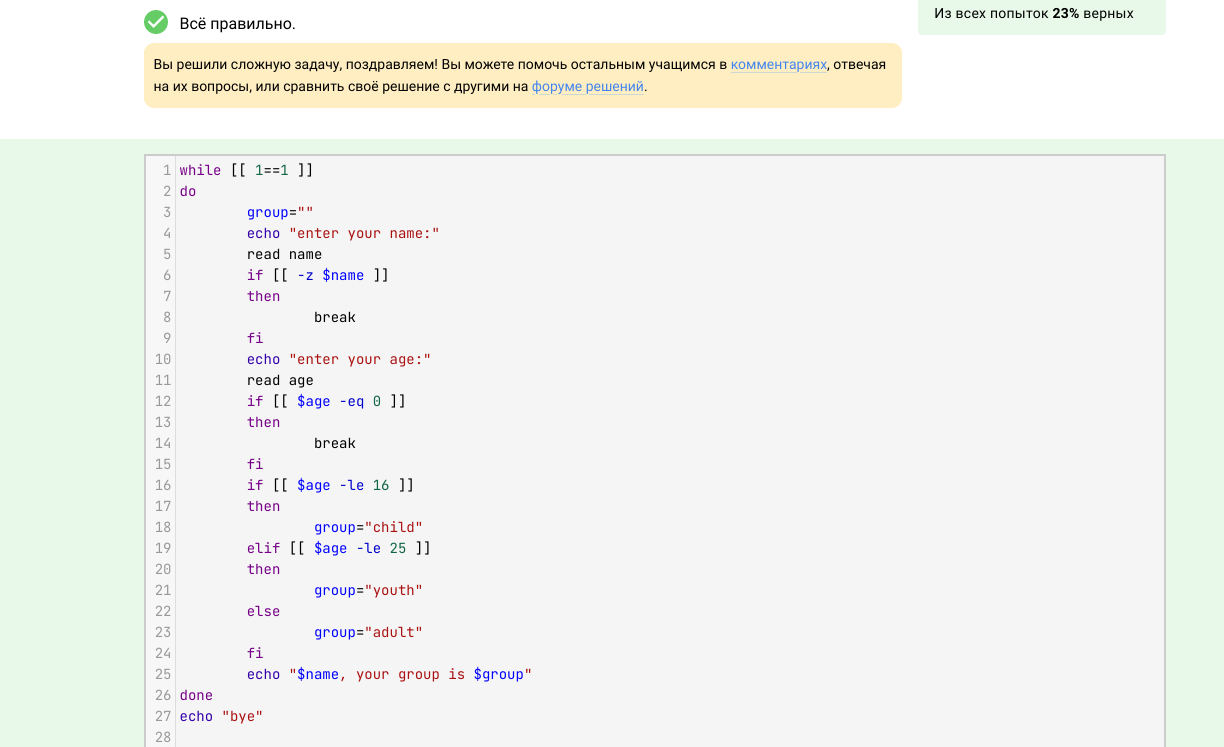 Всё правильно.
Из всех попыток 23% верных
Вы решили сложную задачу, поздравляем! Вы можете помочь остальным учащимся в комментариях, отвечая
на их вопросы, или сравнить своё решение с другими на форуме решений.
1 while [[ 1==1 ]]
2 do
3         group=""
4         echo "enter your name:"
5         read name
6         if [[ -z $name ]]
7         then
8                 break
9         fi
10         echo "enter your age:"
11         read age
12         if [[ $age -eq 0 ]]
13         then
14                 break
15         fi
16         if [[ $age -le 16 ]]
17         then
18                 group="child"
19         elif [[ $age -le 25 ]]
20         then
21                 group="youth"
22         else
23                 group="adult"
24         fi
25         echo "$name, your group is $group"
26 done
27 echo "bye"
28